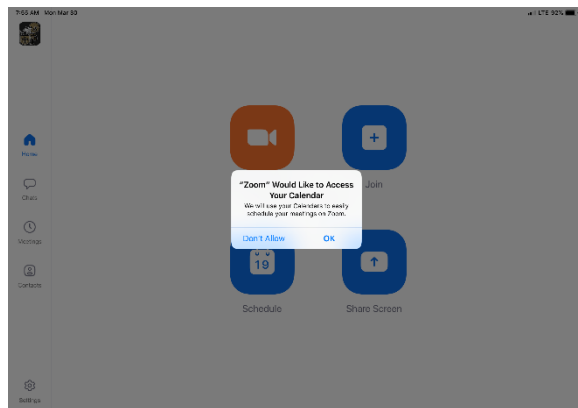 7:55 AM Mon Mar 30
LTE 92%
Home
Chats
Meetings
Contacts
Settings
Join
"Zoom" Would Like to Access
Your Calendar
We will use your Calendars to easily
schedule your meetings on Zoom.
Don't Allow
OK
19
Schedule
Share Screen